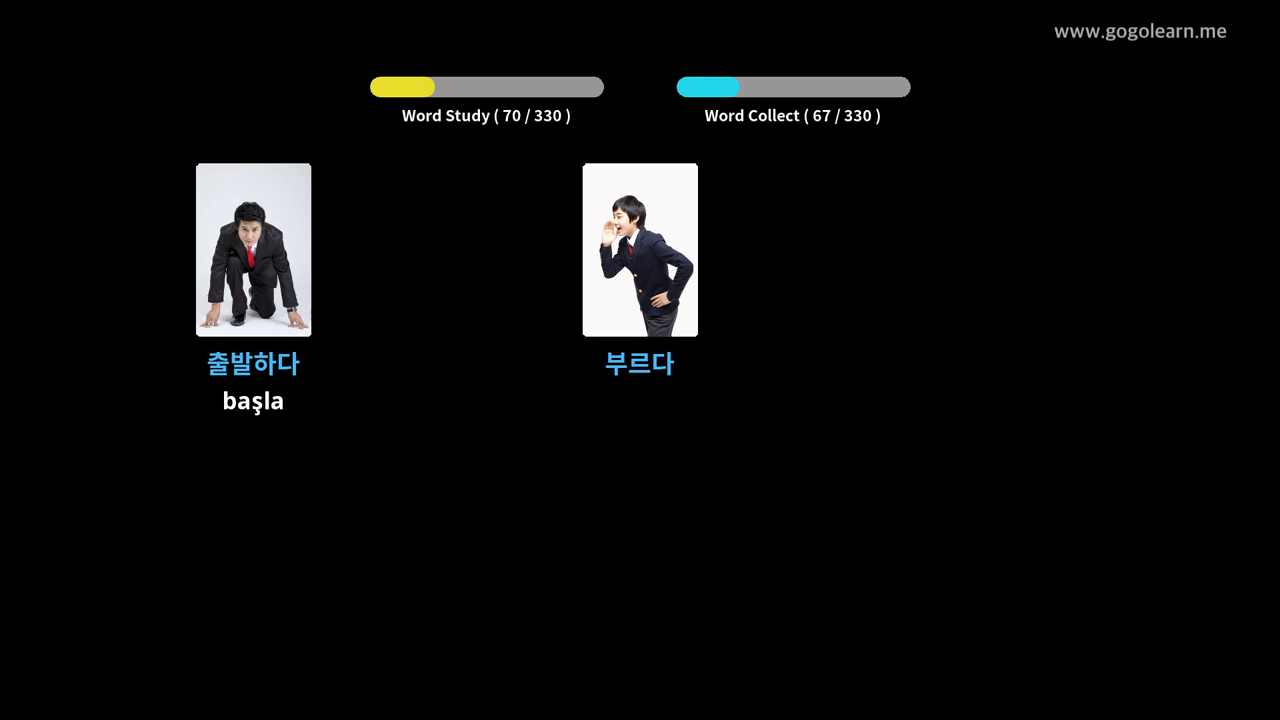 www.gogolearn.me
Word Study ( 70 / 330 )
Word Collect ( 67 / 330 )
출발하다
başla
부르다